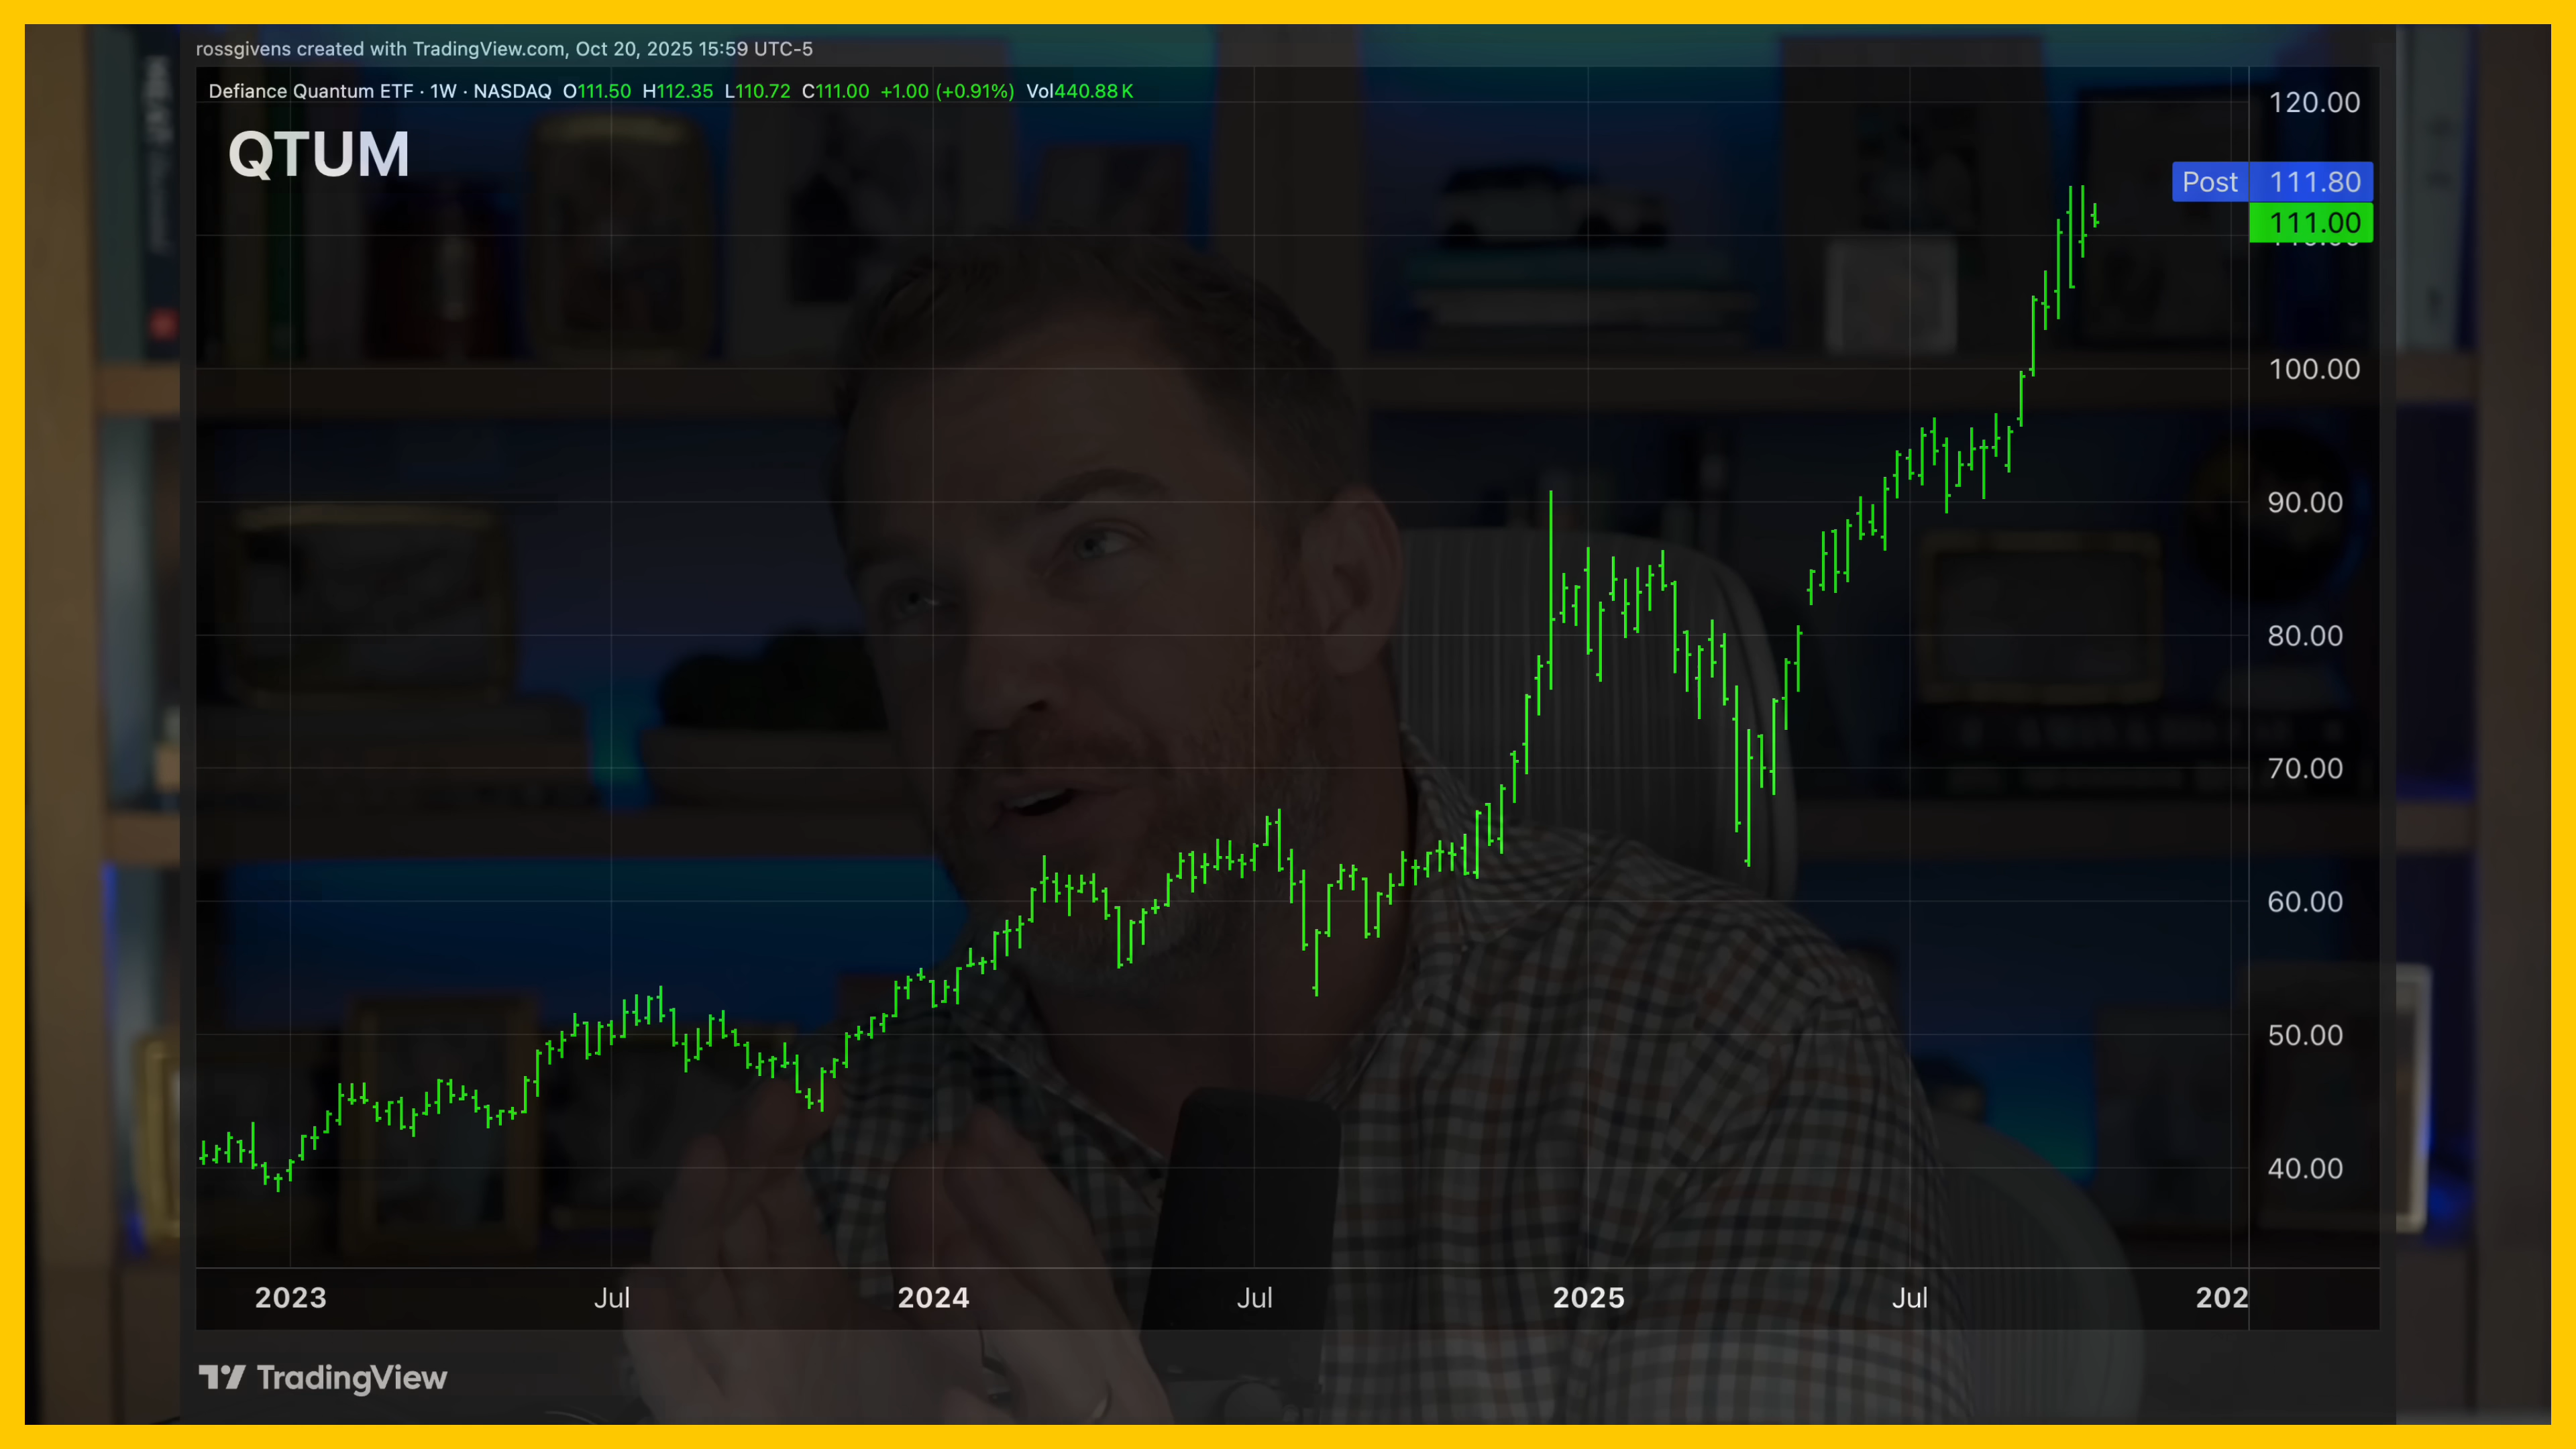 rossgivens created with TradingView.com, Oct 20, 2025 15:59 UTC-5
Defiance Quantum ETF · 1W · NASDAQ O111.50 H112.35 L110.72 C111.00 +1.00 (+0.91%) Vol440.88 K
QTUM
120.00
Post 111.80
111.00
100.00
90.00
80.00
70.00
60.00
50.00
40.00
2023 Jul 2024 Jul 2025 Jul 202
TradingView